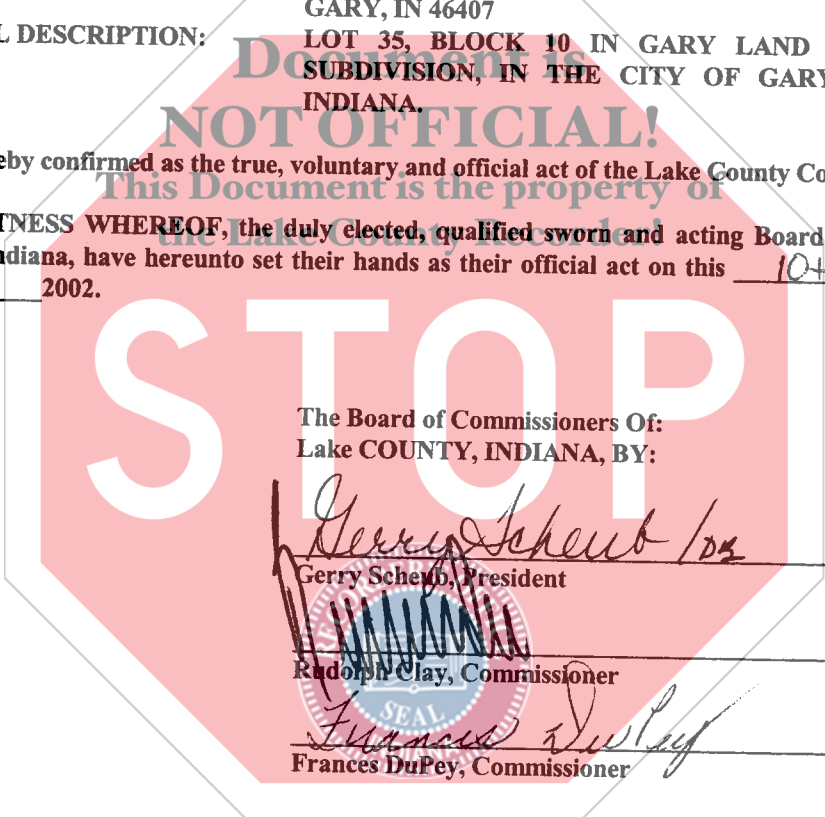 GARY, IN 46407
L DESCRIPTION: LOT 35, BLOCK 10 IN GARY LAND
SUBDIVISION, IN THE CITY OF GARY
INDIANA.
Document is
NOT OFFICIAL!
This Document is the property of
the Lake County Recorder!
STOP
eby confirmed as the true, voluntary and official act of the Lake County Co
TNESS WHEREOF, the duly elected, qualified sworn and acting Board
ndiana, have hereunto set their hands as their official act on this 10
2002.
The Board of Commissioners Of:
Lake COUNTY, INDIANA, BY:
Gerry Scheub /DB
Gerry Scheub, President
Rudolph Clay, Commissioner
Frances DuPey
Frances DuPey, Commissioner
SEAL